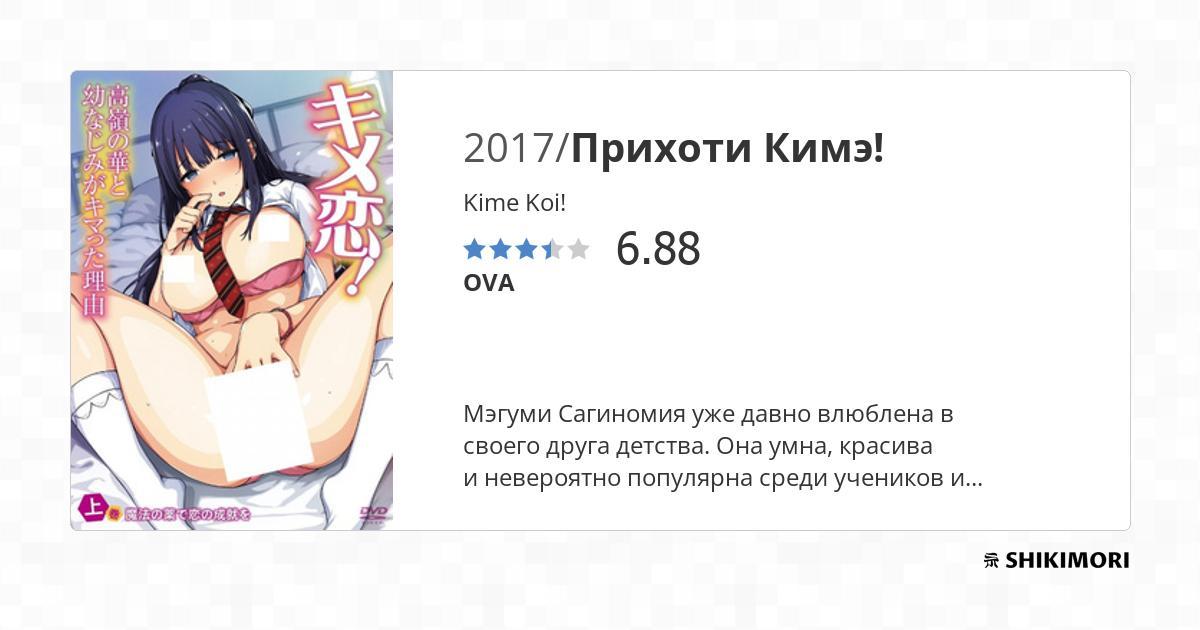 高嶺の華と
幼なじみがキマった理由
キメ恋!
上巻 魔法の薬で恋の成就を
DVD
2017/Прихоти Кимэ!
Kime Koi!
6.88
OVA
Мэгуми Сагиномия уже давно влюблена в
своего друга детства. Она умна, красива
и невероятно популярна среди учеников и...
SHIKIMORI